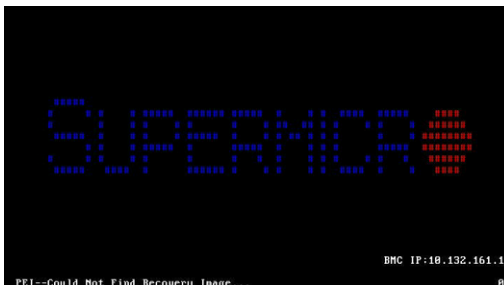 SUPERMICR●
BMC IP:10.132.161.1
PEI--Could Not Find Recovery Image...